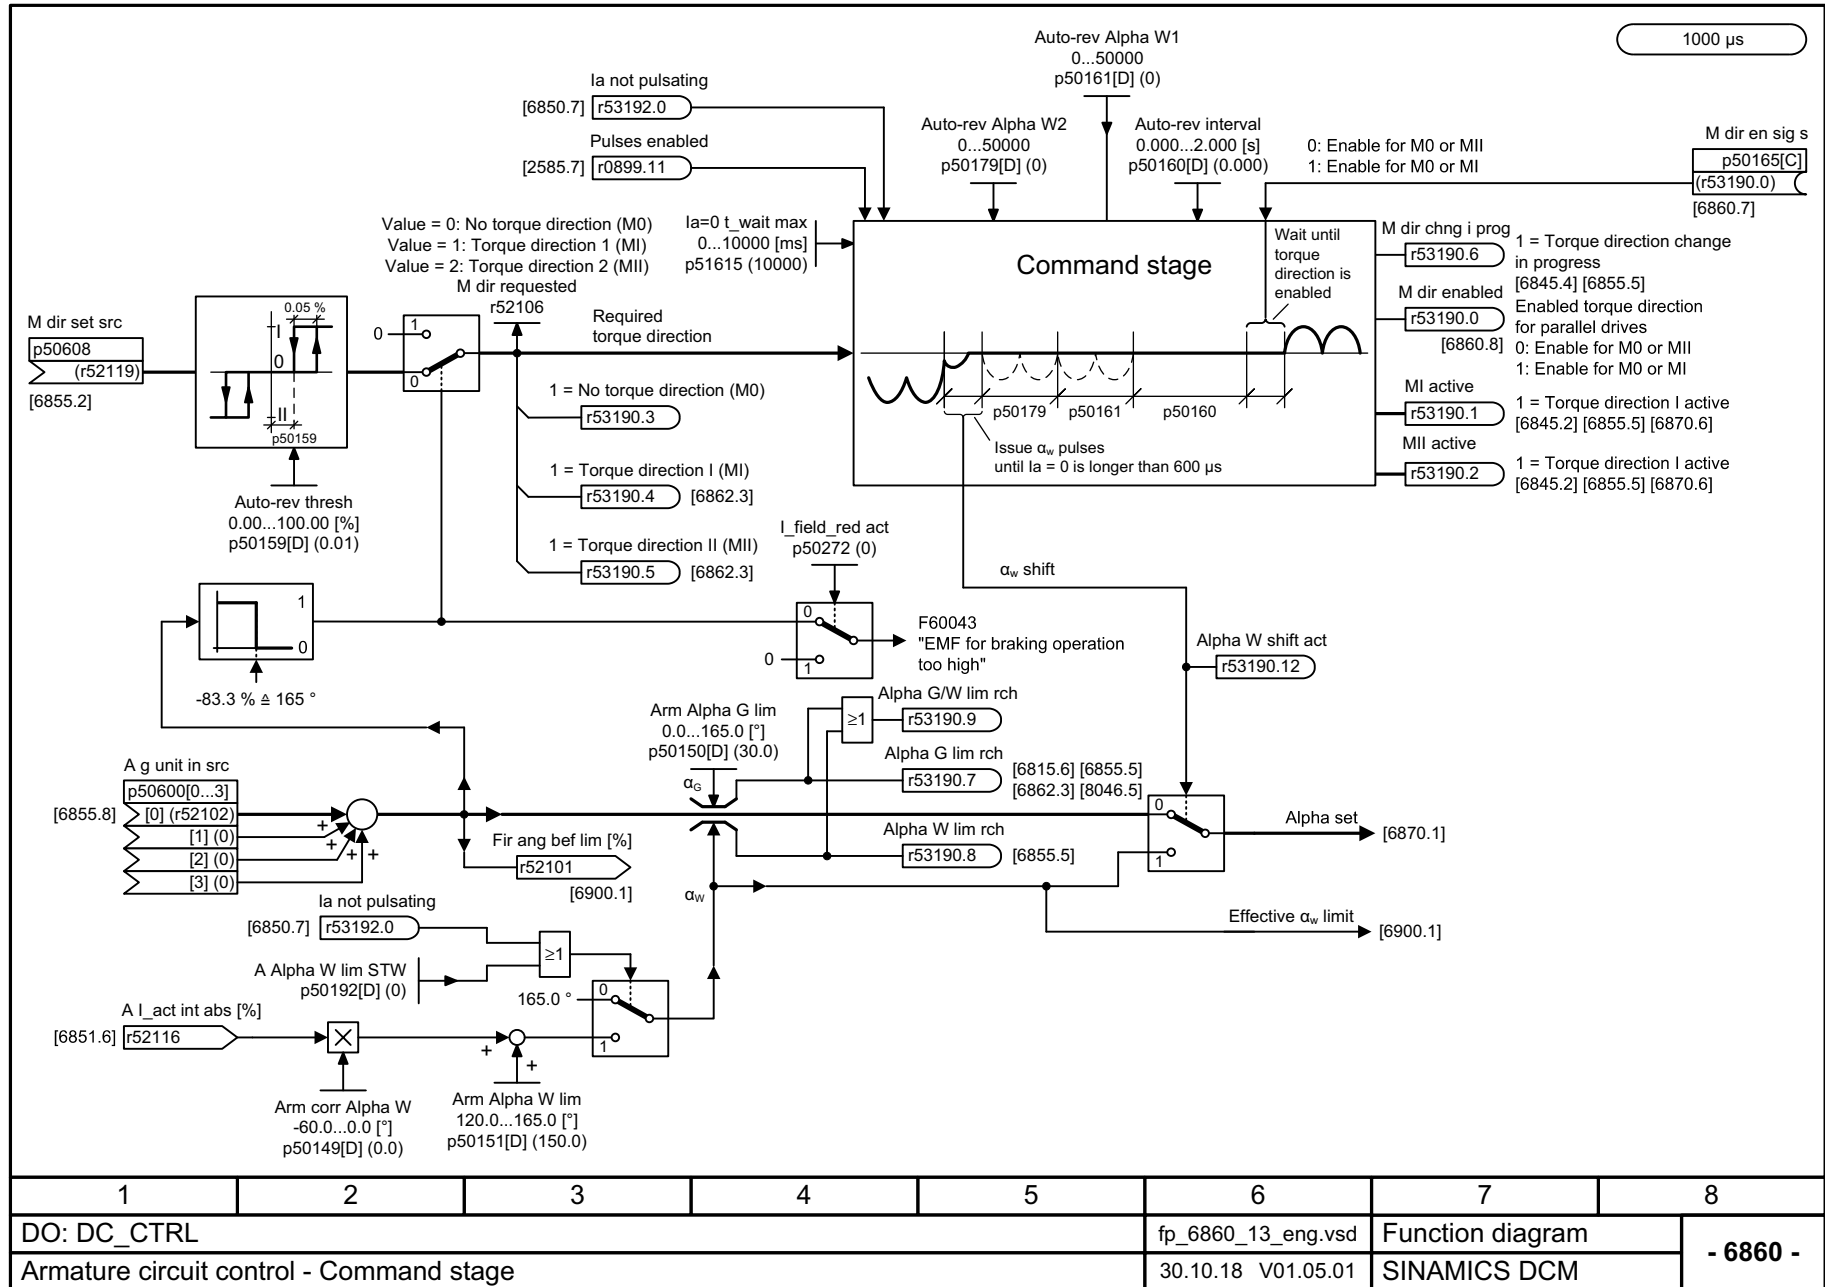 1000 µs
Auto-rev Alpha W1
0...50000
p50161[D] (0)
Ia not pulsating
[6850.7] r53192.0
Pulses enabled
[2585.7] r0899.11
Auto-rev Alpha W2
0...50000
p50179[D] (0)
Auto-rev interval
0.000...2.000 [s]
p50160[D] (0.000)
0: Enable for M0 or MII
1: Enable for M0 or MI
M dir en sig s
p50165[C]
(r53190.0)
[6860.7]
Value = 0: No torque direction (M0)
Value = 1: Torque direction 1 (MI)
Value = 2: Torque direction 2 (MII)
M dir requested
r52106
Ia=0 t_wait max
0...10000 [ms]
p51615 (10000)
Command stage
Wait until
torque
direction is
enabled
p50179
p50161
p50160
Issue αw pulses
until Ia = 0 is longer than 600 µs
M dir chng i prog
r53190.6
1 = Torque direction change
in progress
[6845.4] [6855.5]
M dir enabled
r53190.0
[6860.8]
Enabled torque direction
for parallel drives
0: Enable for M0 or MII
1: Enable for M0 or MI
MI active
r53190.1
1 = Torque direction I active
[6845.2] [6855.5] [6870.6]
MII active
r53190.2
1 = Torque direction I active
[6845.2] [6855.5] [6870.6]
M dir set src
p50608
(r52119)
[6855.2]
0.05 %
I
0
II
p50159
Auto-rev thresh
0.00...100.00 [%]
p50159[D] (0.01)
0
1
0
Required
torque direction
1 = No torque direction (M0)
r53190.3
1 = Torque direction I (MI)
r53190.4 [6862.3]
1 = Torque direction II (MII)
r53190.5 [6862.3]
I_field_red act
p50272 (0)
0
0
1
F60043
"EMF for braking operation
too high"
1
0
-83.3 % ≙ 165 °
αw shift
Alpha W shift act
r53190.12
A g unit in src
p50600[0...3]
[6855.8] [0] (r52102)
[1] (0)
[2] (0)
[3] (0)
+
+
+
+
Fir ang bef lim [%]
r52101
[6900.1]
Arm Alpha G lim
0.0...165.0 [°]
p50150[D] (30.0)
αG
≥1
Alpha G/W lim rch
r53190.9
Alpha G lim rch
r53190.7
[6815.6] [6855.5]
[6862.3] [8046.5]
Alpha W lim rch
r53190.8 [6855.5]
αW
0
1
Alpha set
[6870.1]
Effective αw limit
[6900.1]
Ia not pulsating
[6850.7] r53192.0
A Alpha W lim STW
p50192[D] (0)
≥1
165.0 °
0
1
A I_act int abs [%]
[6851.6] r52116
+
+
Arm corr Alpha W
-60.0...0.0 [°]
p50149[D] (0.0)
Arm Alpha W lim
120.0...165.0 [°]
p50151[D] (150.0)
1 2 3 4 5 6 7 8
DO: DC_CTRL
fp_6860_13_eng.vsd
Function diagram
- 6860 -
Armature circuit control - Command stage
30.10.18 V01.05.01
SINAMICS DCM